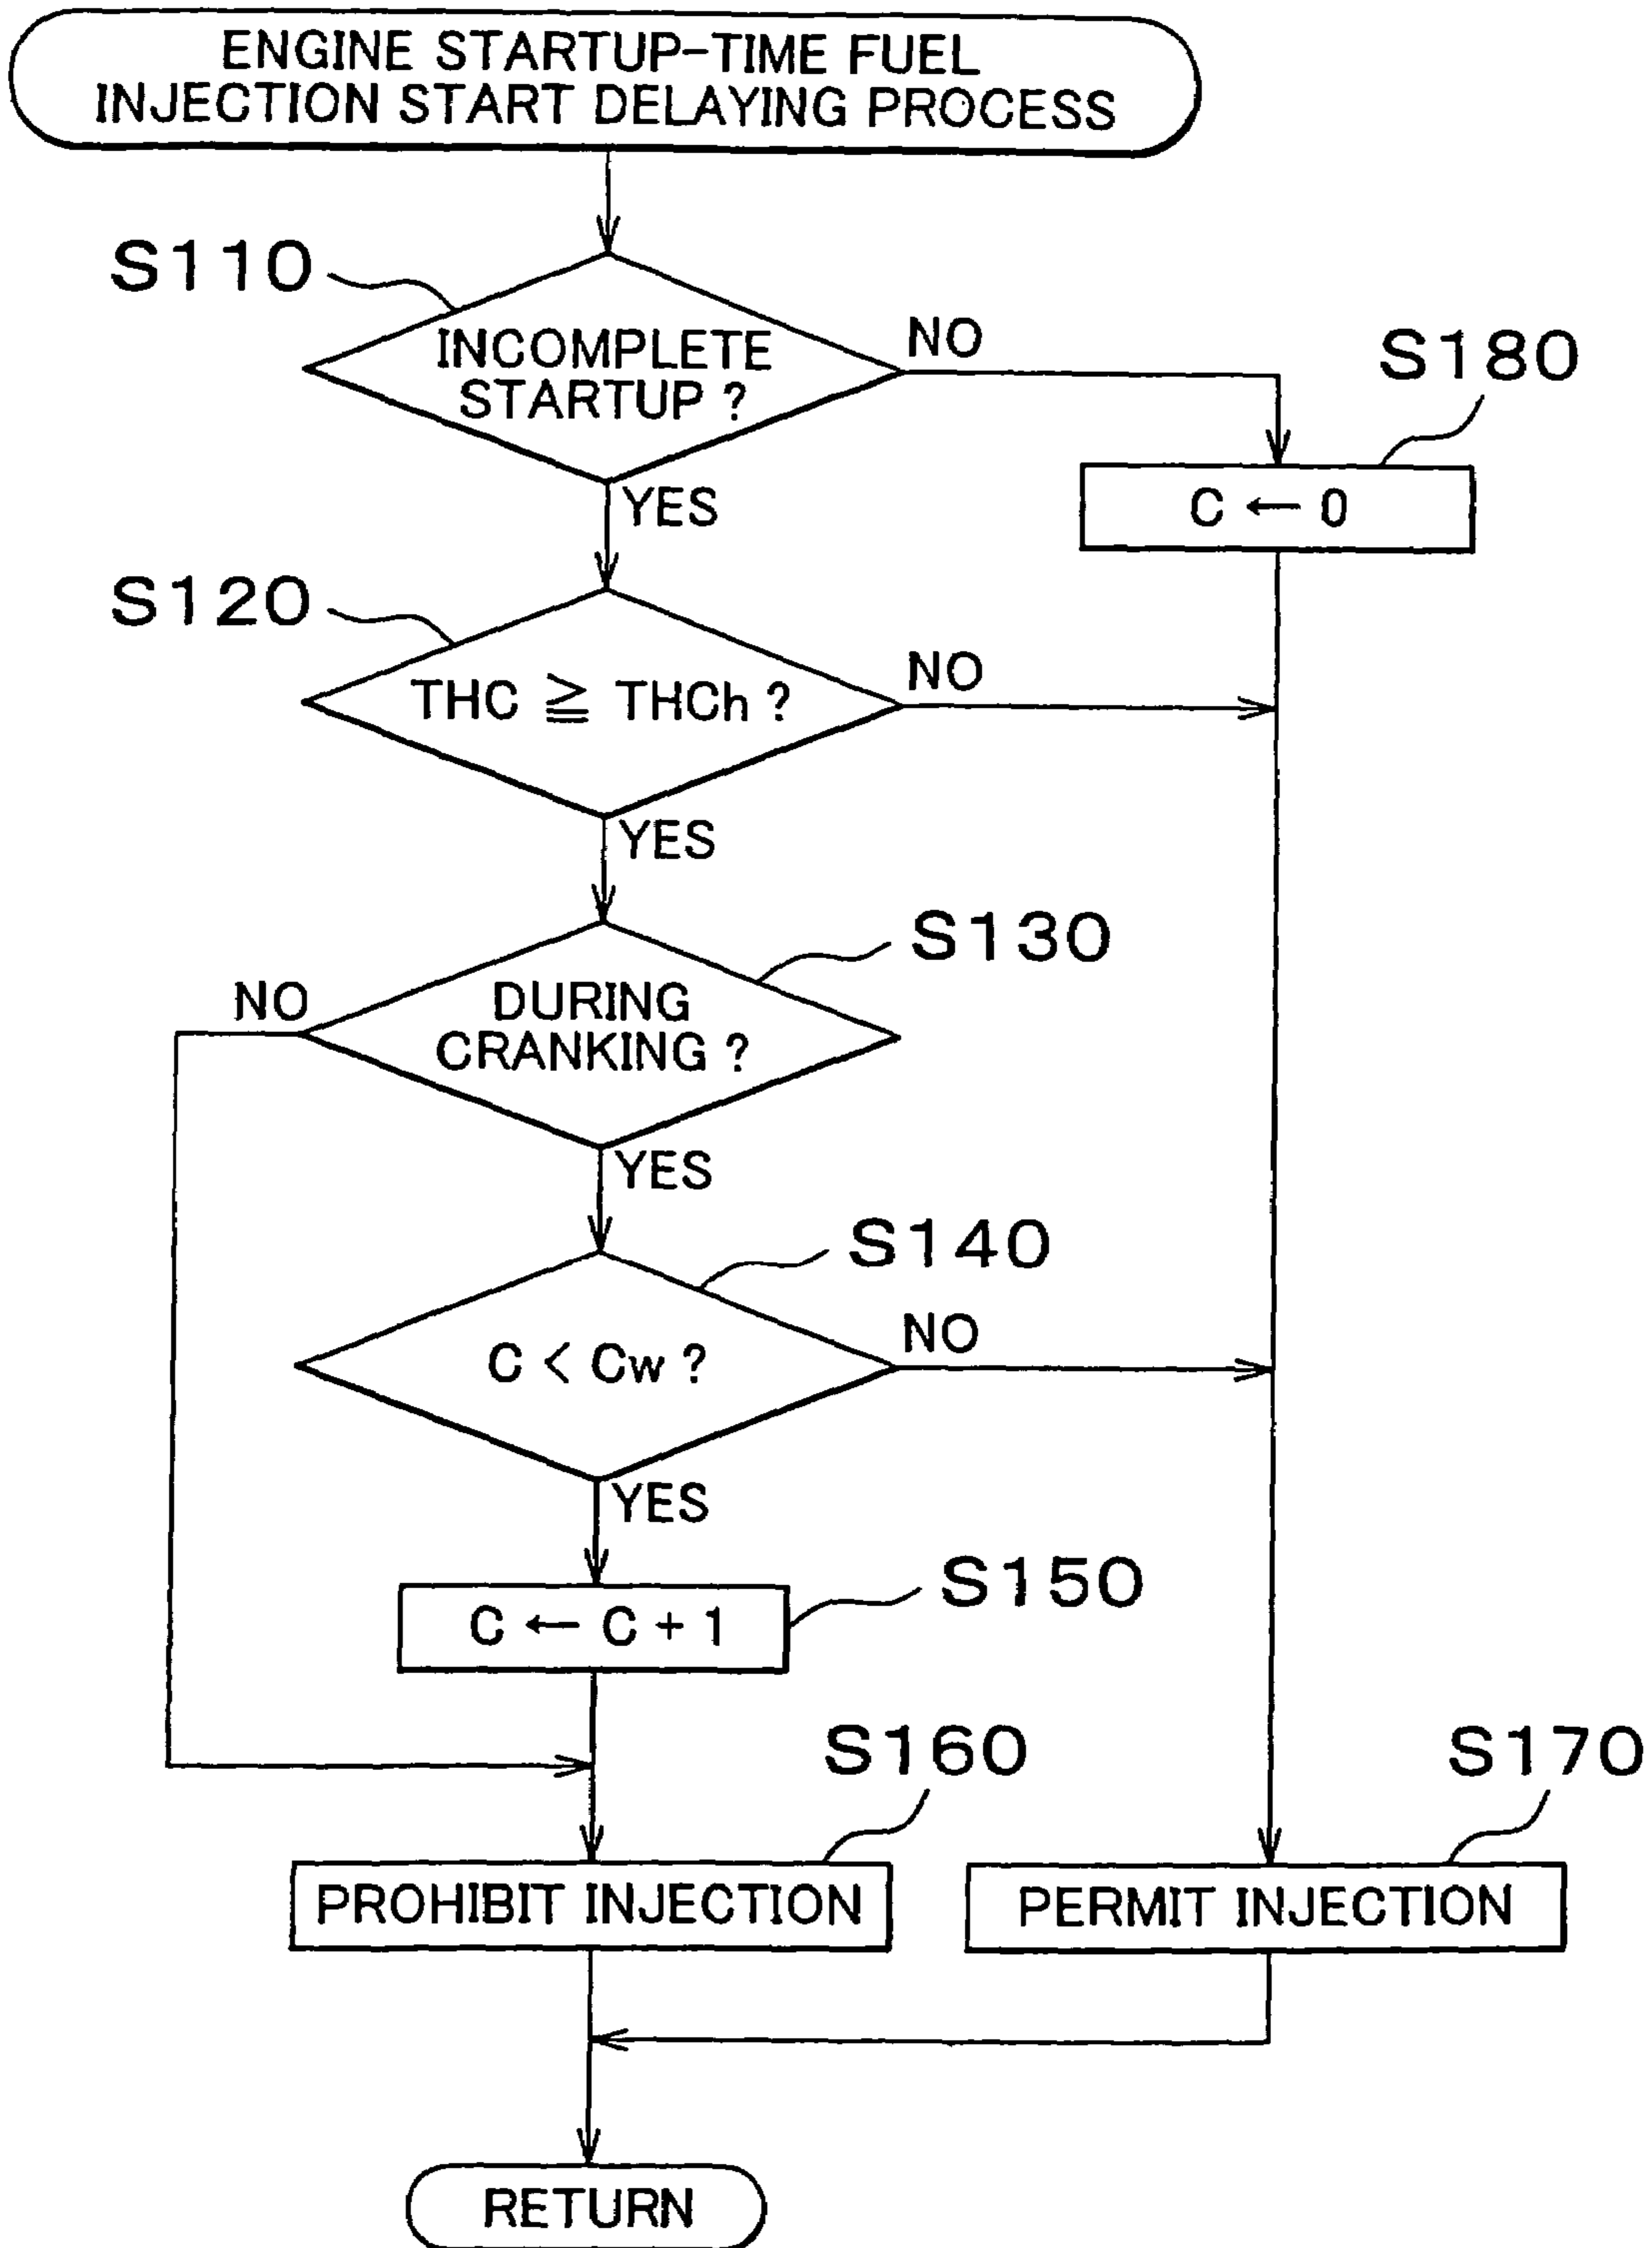 ENGINE STARTUP-TIME FUEL
INJECTION START DELAYING PROCESS
S110
INCOMPLETE
STARTUP ?
NO
YES
S180
C ← 0
S120
THC ≧ THCh ?
NO
YES
S130
DURING
CRANKING ?
NO
YES
S140
C < Cw ?
NO
YES
S150
C ← C + 1
S160
PROHIBIT INJECTION
S170
PERMIT INJECTION
RETURN